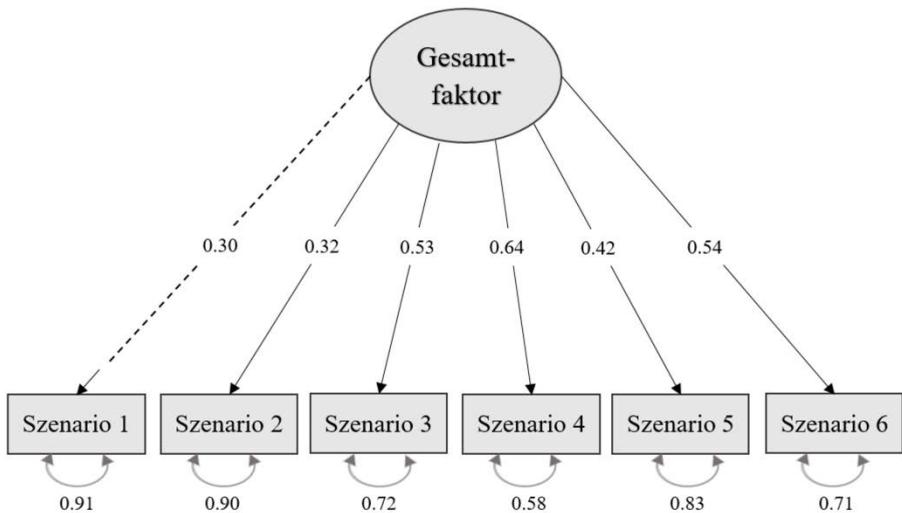 Gesamt-
faktor
0.30 0.32 0.53 0.64 0.42 0.54
Szenario 1 Szenario 2 Szenario 3 Szenario 4 Szenario 5 Szenario 6
0.91 0.90 0.72 0.58 0.83 0.71